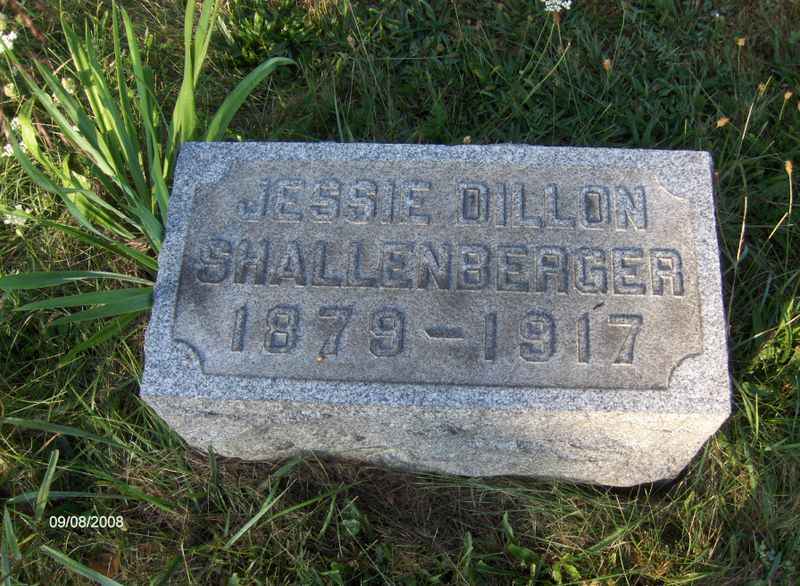 JESSIE DILLON
SHALLENBERGER
1879-1917
09/08/2008